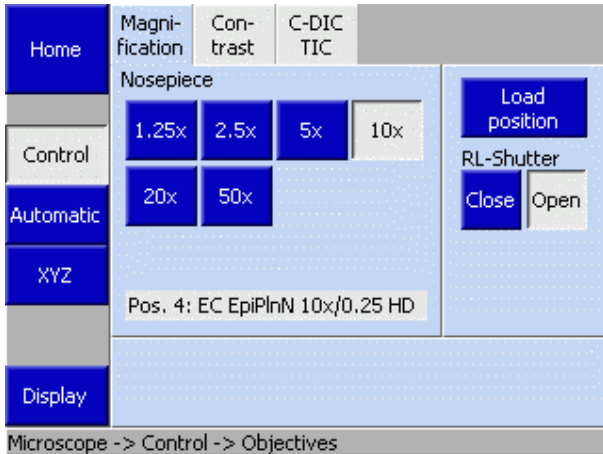 Home
Control
Automatic
XYZ
Display
Magni-
fication
Con-
trast
C-DIC
TIC
Nosepiece
1.25x
2.5x
5x
10x
20x
50x
Pos. 4: EC EpiPlnN 10x/0.25 HD
Load
position
RL-Shutter
Close
Open
Microscope -> Control -> Objectives